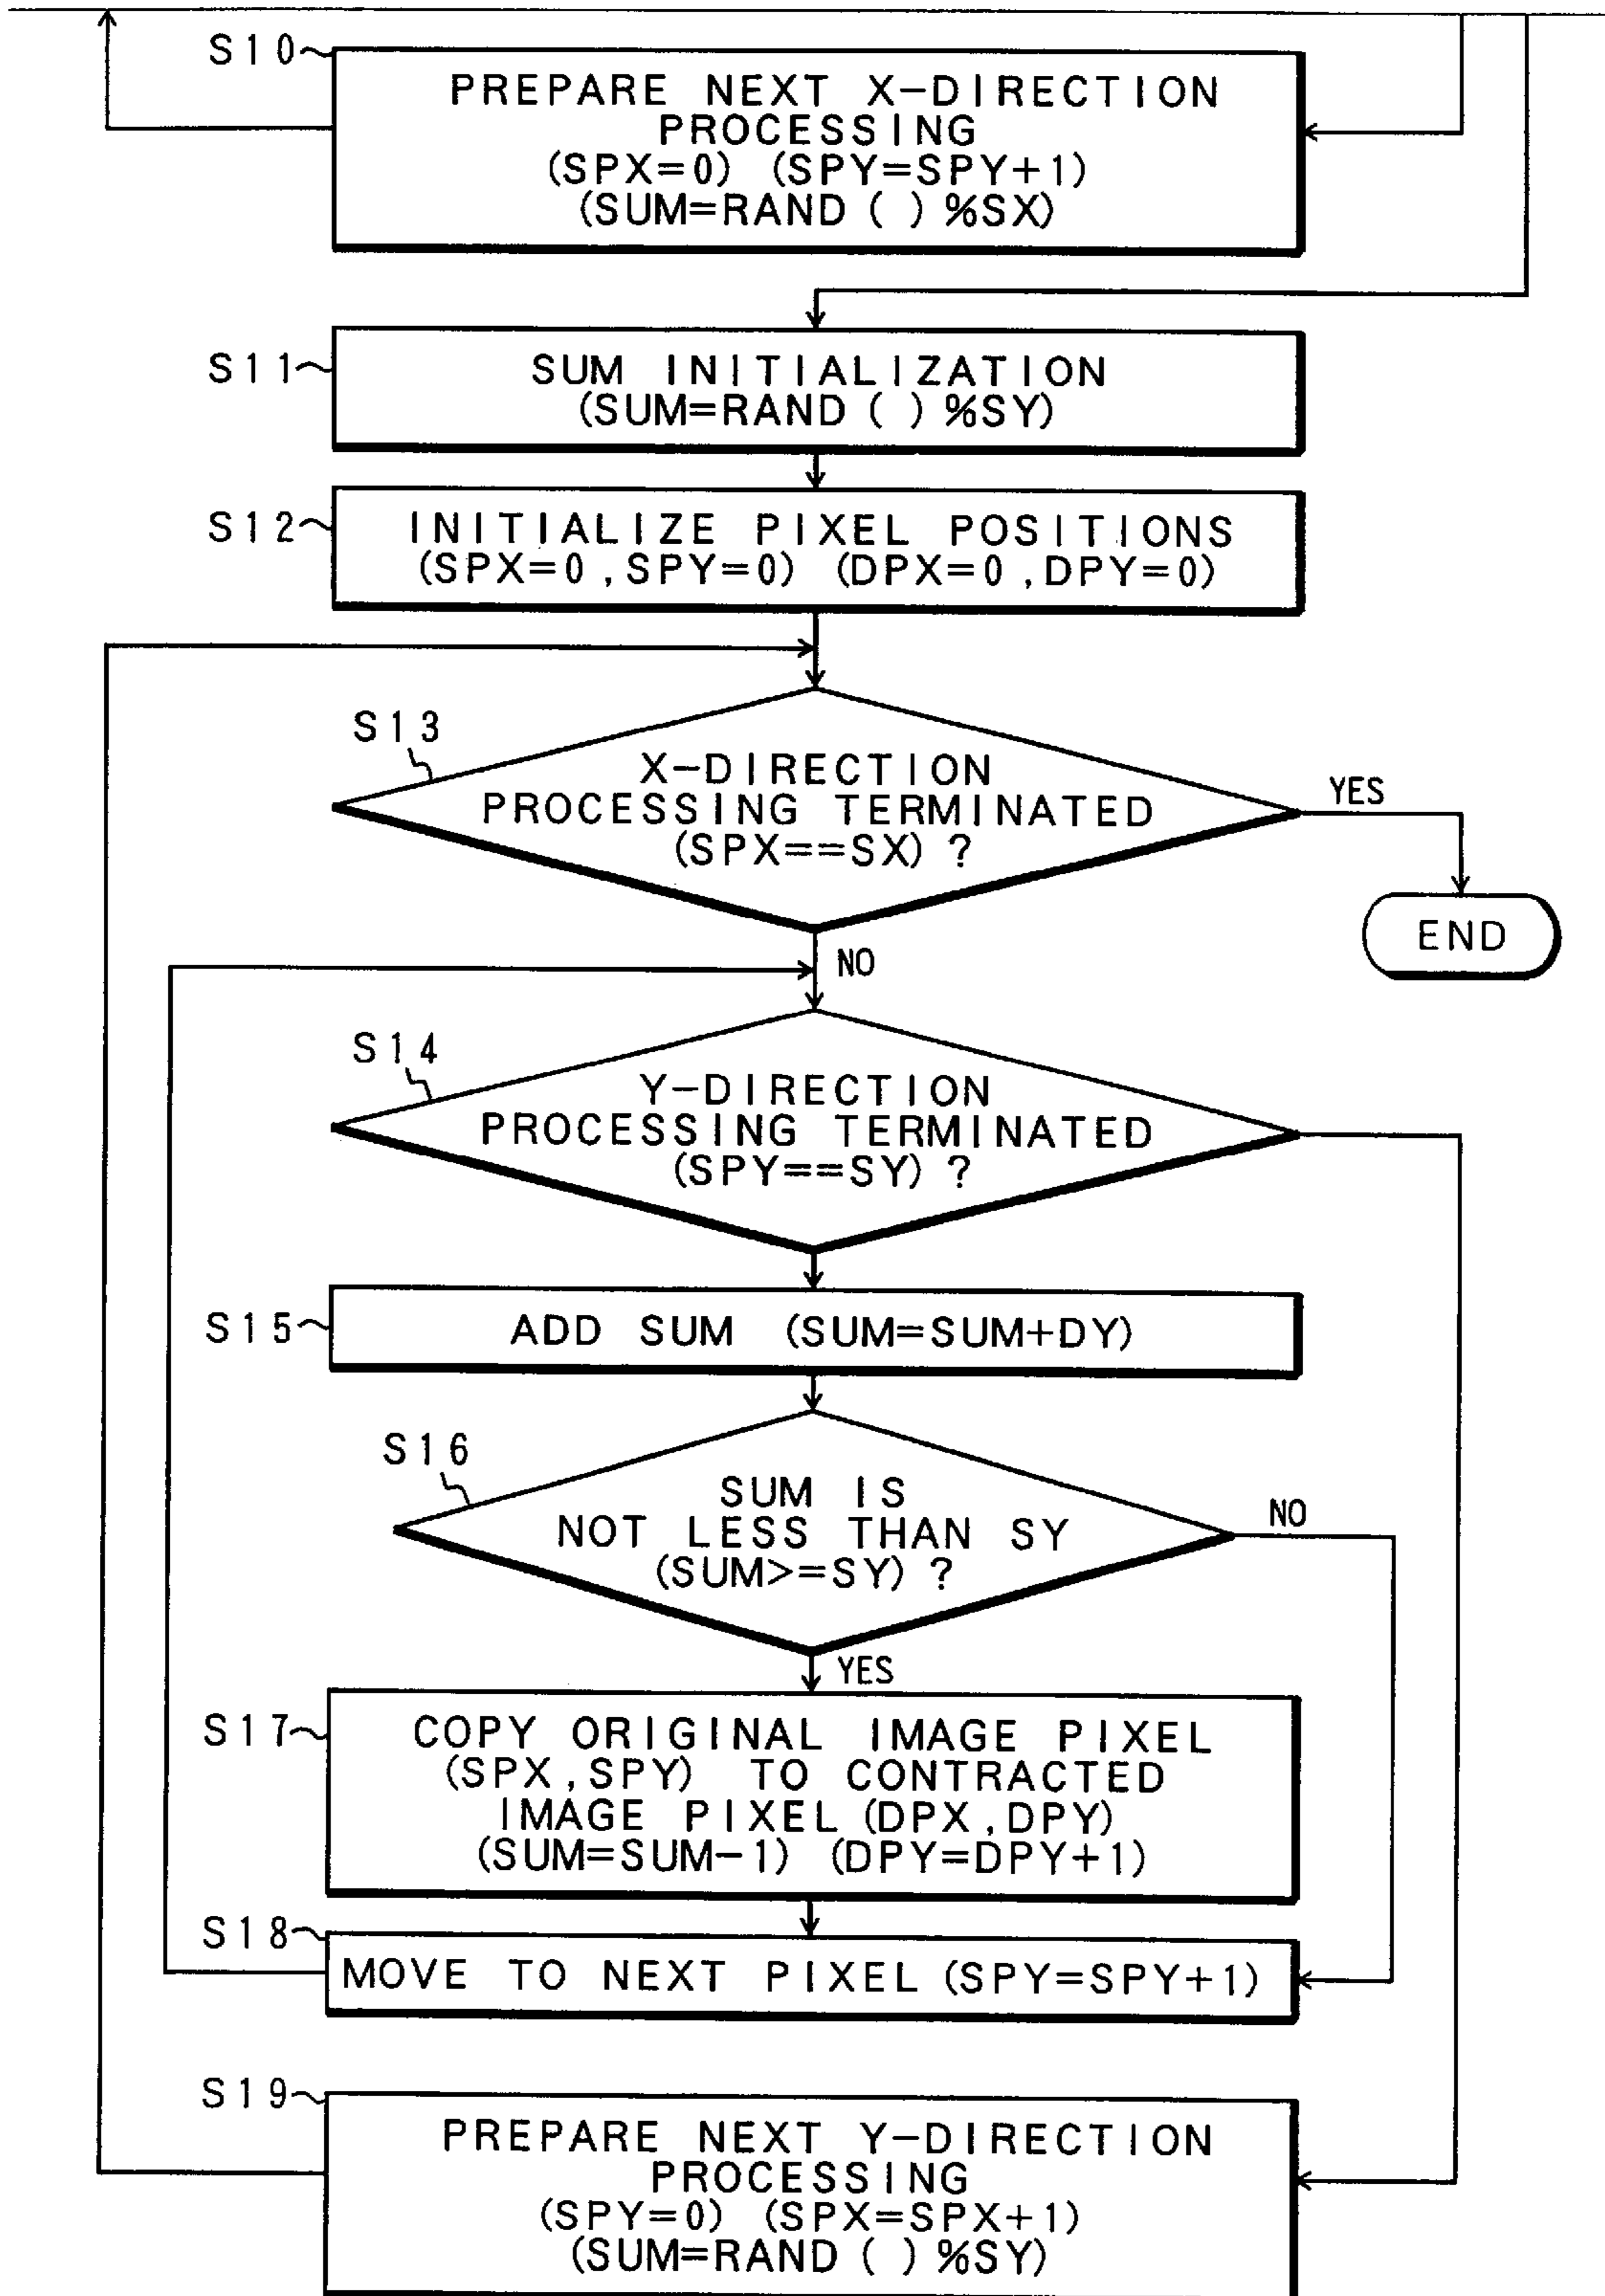 S10
PREPARE NEXT X-DIRECTION
PROCESSING
(SPX=0) (SPY=SPY+1)
(SUM=RAND ( ) %SX)
S11
SUM INITIALIZATION
(SUM=RAND ( ) %SY)
S12
INITIALIZE PIXEL POSITIONS
(SPX=0,SPY=0) (DPX=0,DPY=0)
S13
X-DIRECTION
PROCESSING TERMINATED
(SPX==SX) ?
YES
END
NO
S14
Y-DIRECTION
PROCESSING TERMINATED
(SPY==SY) ?
S15
ADD SUM (SUM=SUM+DY)
S16
SUM IS
NOT LESS THAN SY
(SUM>=SY) ?
NO
YES
S17
COPY ORIGINAL IMAGE PIXEL
(SPX,SPY) TO CONTRACTED
IMAGE PIXEL (DPX,DPY)
(SUM=SUM-1) (DPY=DPY+1)
S18
MOVE TO NEXT PIXEL (SPY=SPY+1)
S19
PREPARE NEXT Y-DIRECTION
PROCESSING
(SPY=0) (SPX=SPX+1)
(SUM=RAND ( ) %SY)